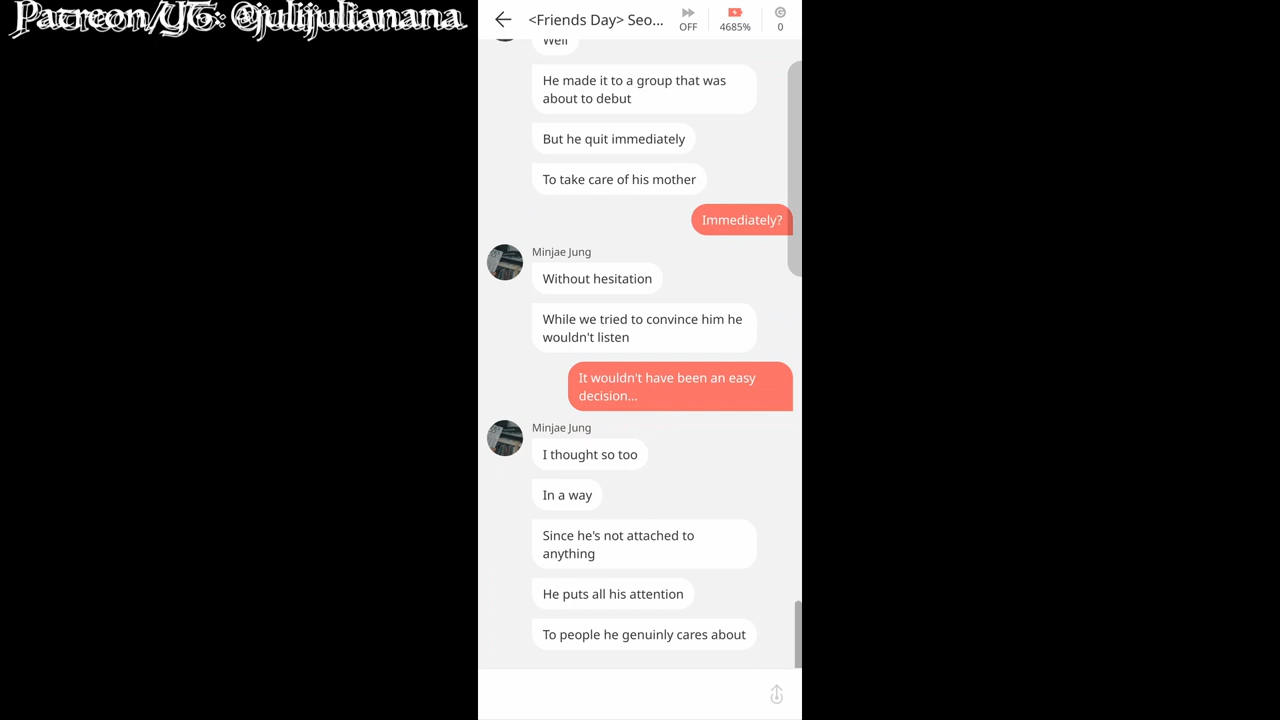 Patreon/YT: @julijulianana
<Friends Day> Seo...
OFF
4685%
0
Well
He made it to a group that was
about to debut
But he quit immediately
To take care of his mother
Immediately?
Minjae Jung
Without hesitation
While we tried to convince him he
wouldn't listen
It wouldn't have been an easy
decision...
Minjae Jung
I thought so too
In a way
Since he's not attached to
anything
He puts all his attention
To people he genuinly cares about